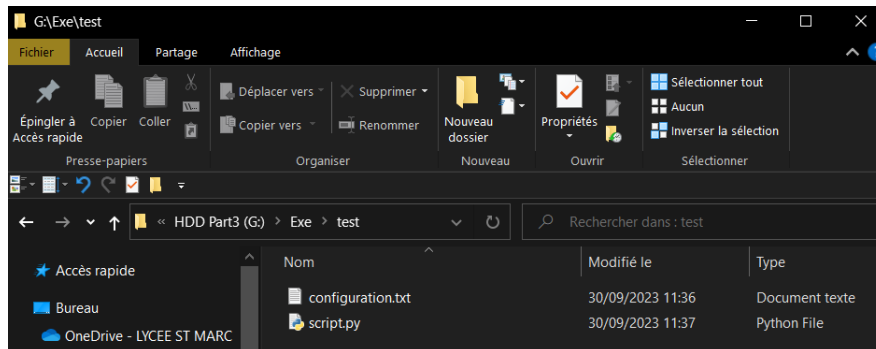 G:\Exe\test
Fichier Accueil Partage Affichage
Épingler à Accès rapide
Copier
Coller
Presse-papiers
Déplacer vers
Copier vers
Supprimer
Renommer
Organiser
Nouveau dossier
Nouveau
Propriétés
Ouvrir
Sélectionner tout
Aucun
Inverser la sélection
Sélectionner
« HDD Part3 (G:) > Exe > test
Rechercher dans : test
Accès rapide
Bureau
OneDrive - LYCEE ST MARC
Nom Modifié le Type
configuration.txt 30/09/2023 11:36 Document texte
script.py 30/09/2023 11:37 Python File